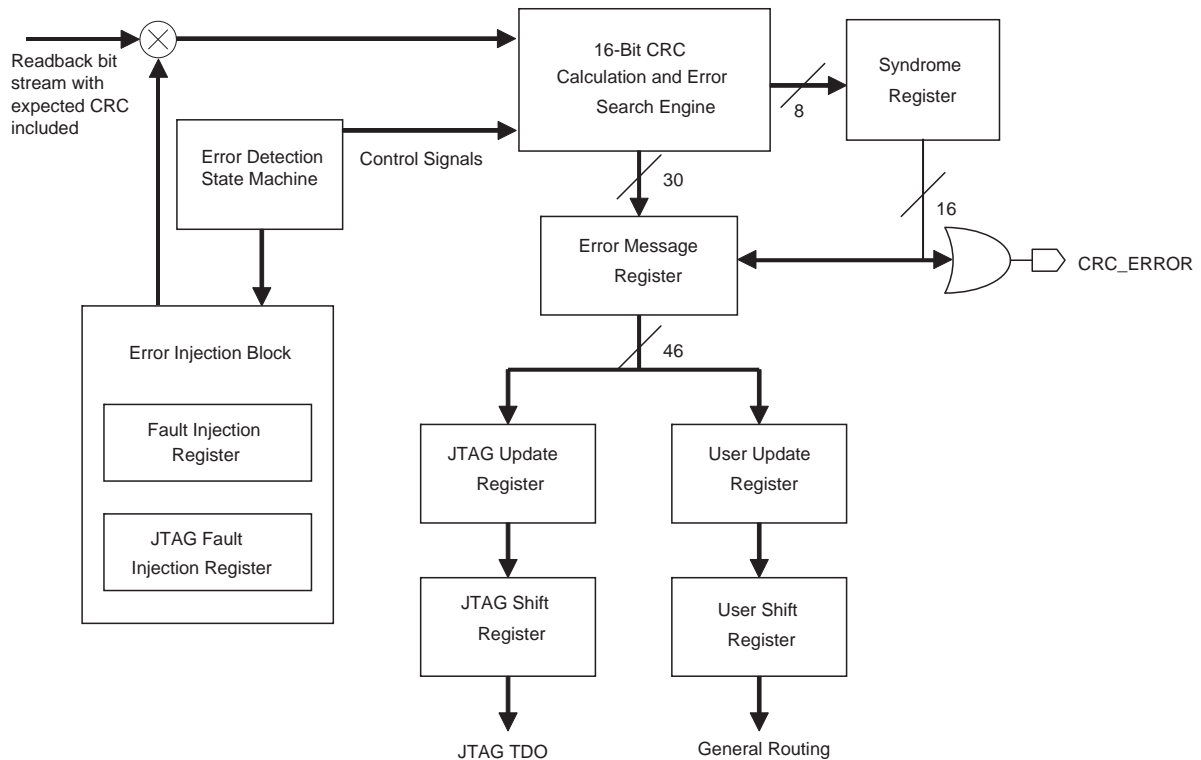 Readback bit
stream with
expected CRC
included
16-Bit CRC
Calculation and Error
Search Engine
8
Syndrome
Register
Error Detection
State Machine
Control Signals
30
16
Error Message
Register
CRC_ERROR
Error Injection Block
46
Fault Injection
Register
JTAG Fault
Injection Register
JTAG Update
Register
User Update
Register
JTAG Shift
Register
User Shift
Register
JTAG TDO
General Routing